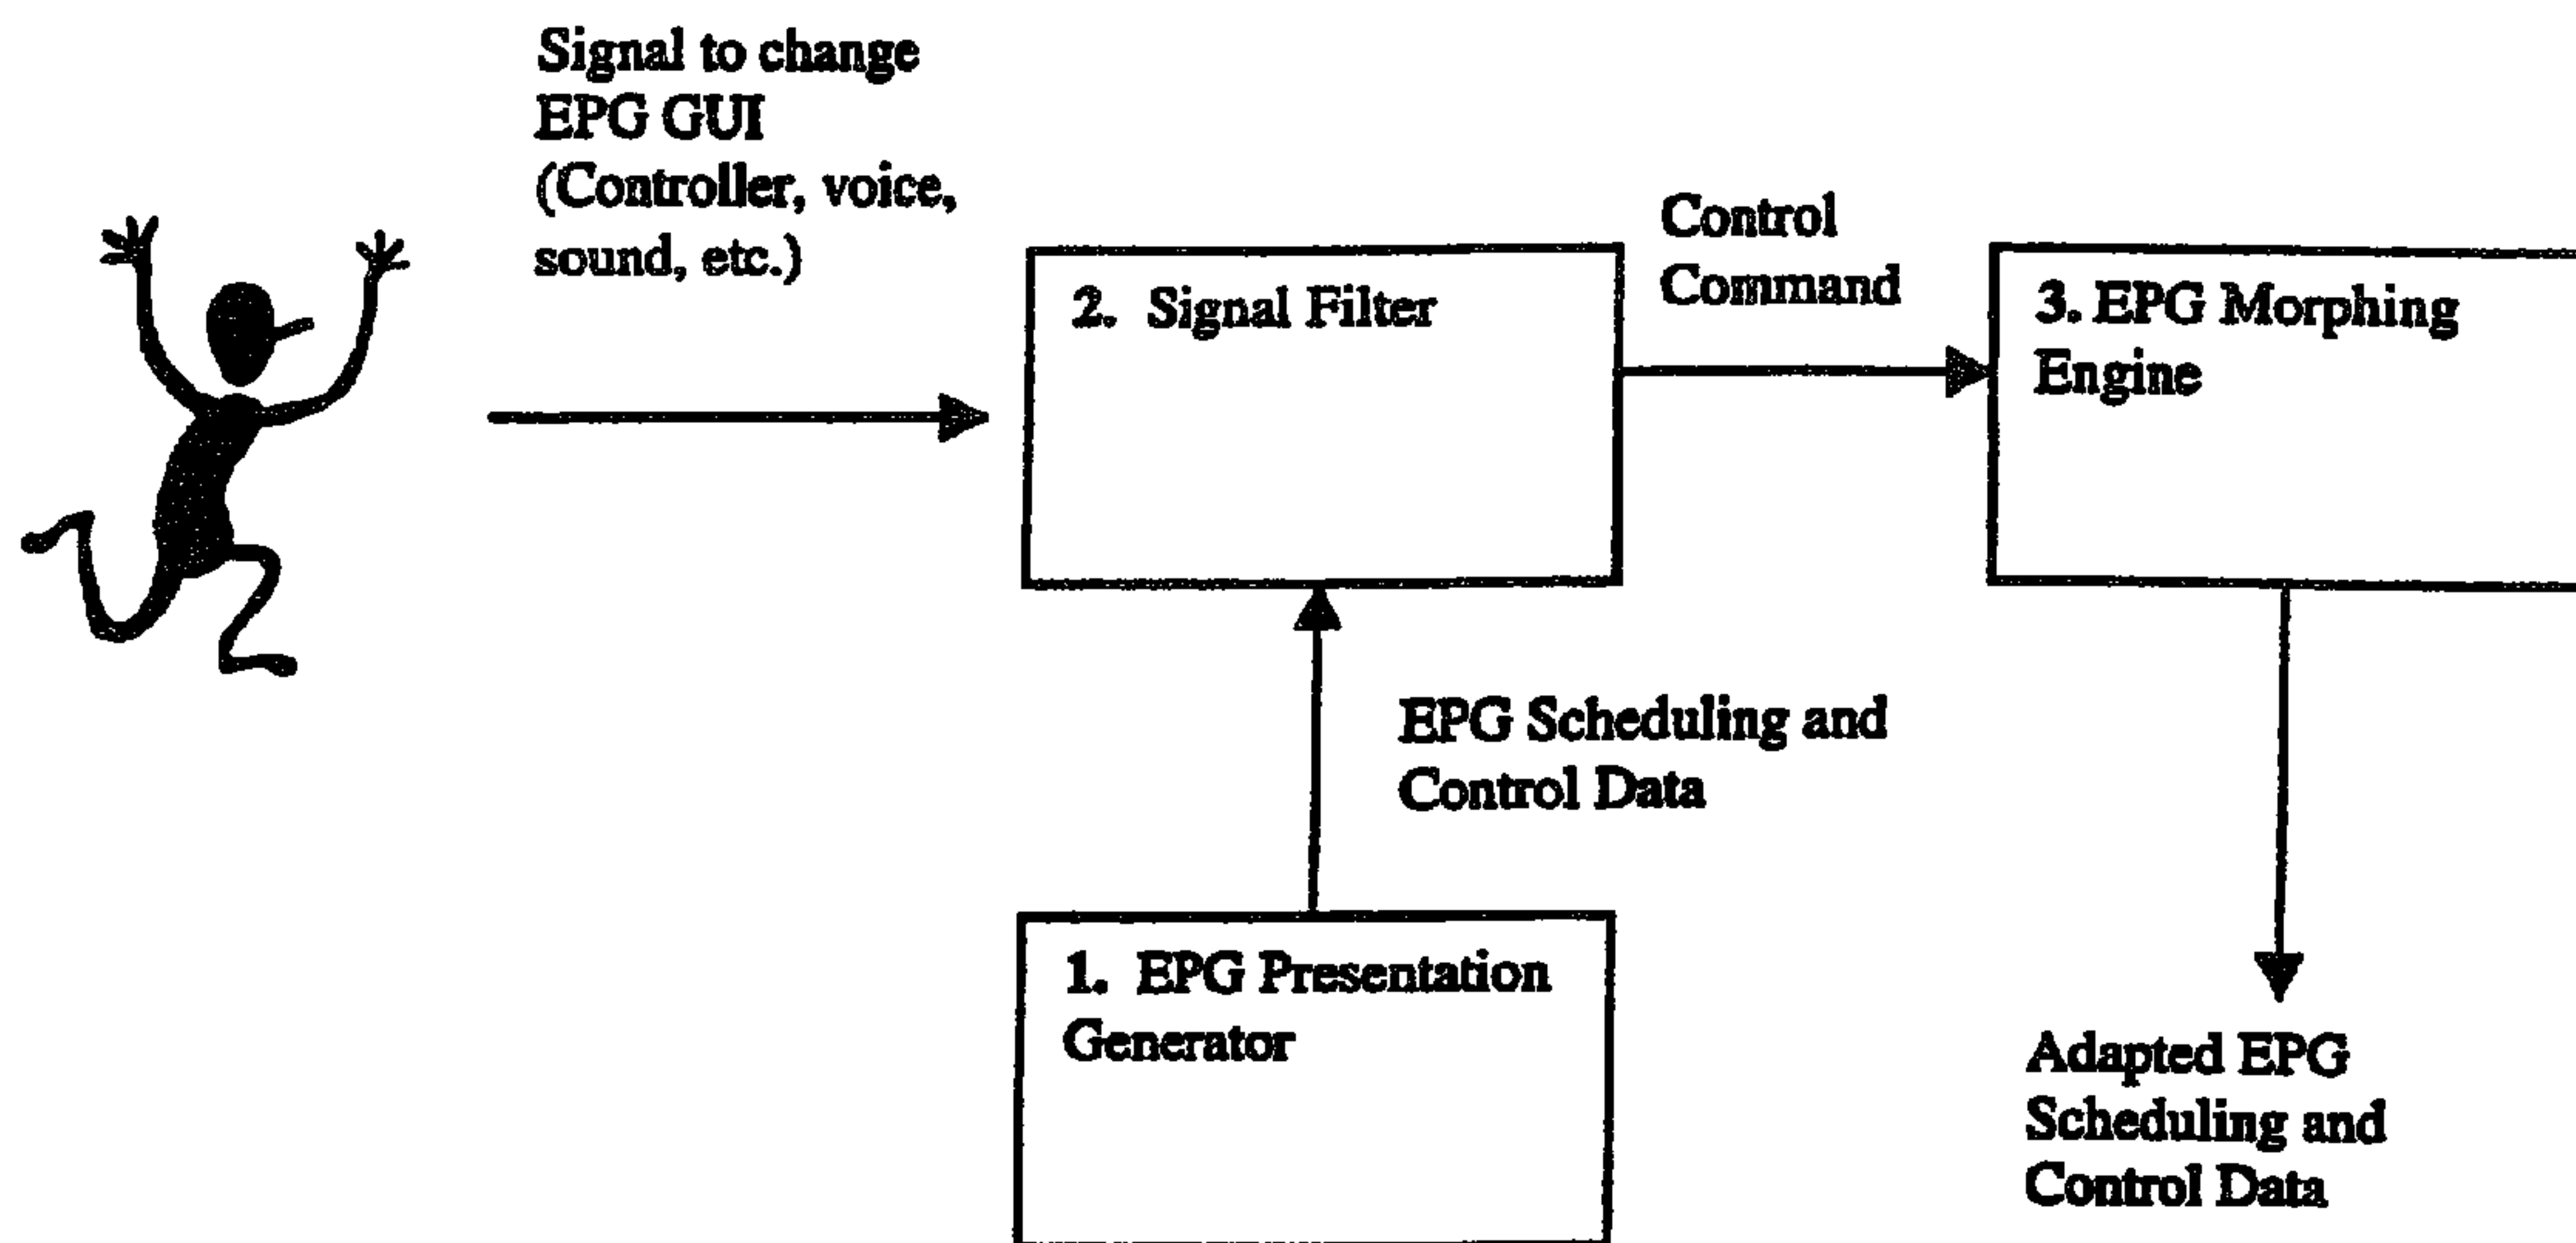 Signal to change
EPG GUI
(Controller, voice,
sound, etc.)
Control
Command
2. Signal Filter
3. EPG Morphing
Engine
EPG Scheduling and
Control Data
1. EPG Presentation
Generator
Adapted EPG
Scheduling and
Control Data